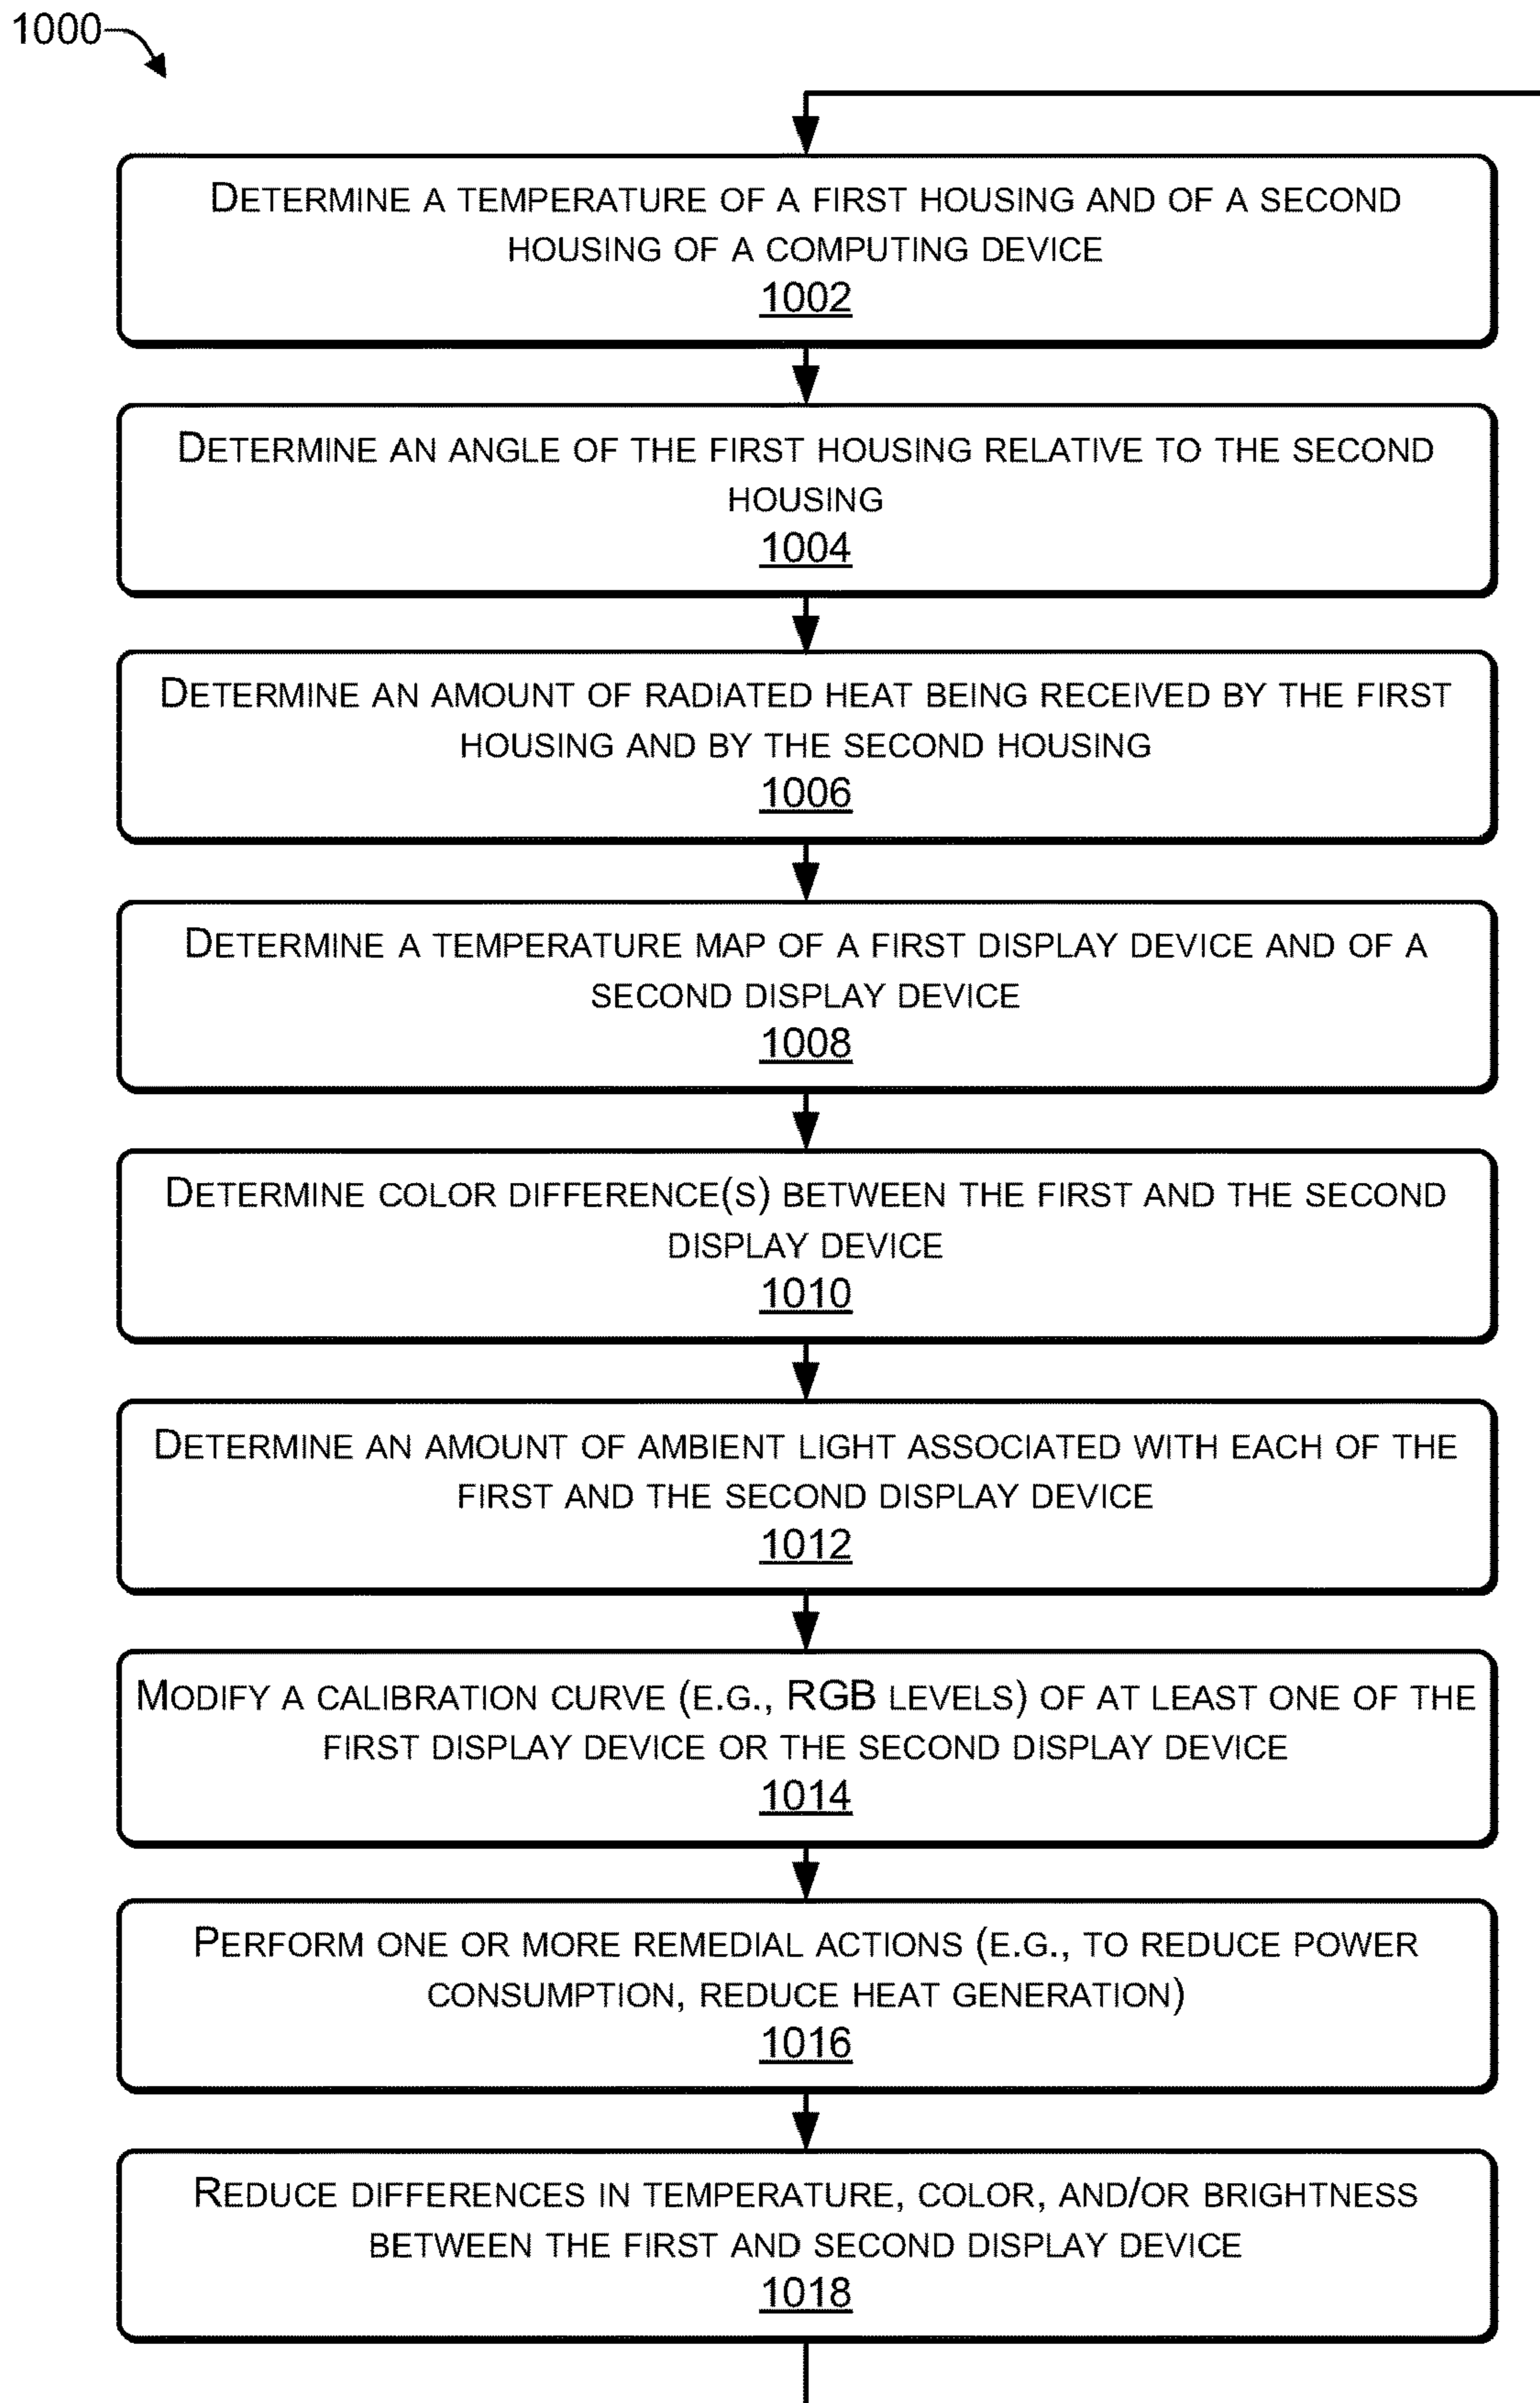 1000
DETERMINE A TEMPERATURE OF A FIRST HOUSING AND OF A SECOND
HOUSING OF A COMPUTING DEVICE
1002
DETERMINE AN ANGLE OF THE FIRST HOUSING RELATIVE TO THE SECOND
HOUSING
1004
DETERMINE AN AMOUNT OF RADIATED HEAT BEING RECEIVED BY THE FIRST
HOUSING AND BY THE SECOND HOUSING
1006
DETERMINE A TEMPERATURE MAP OF A FIRST DISPLAY DEVICE AND OF A
SECOND DISPLAY DEVICE
1008
DETERMINE COLOR DIFFERENCE(S) BETWEEN THE FIRST AND THE SECOND
DISPLAY DEVICE
1010
DETERMINE AN AMOUNT OF AMBIENT LIGHT ASSOCIATED WITH EACH OF THE
FIRST AND THE SECOND DISPLAY DEVICE
1012
MODIFY A CALIBRATION CURVE (E.G., RGB LEVELS) OF AT LEAST ONE OF THE
FIRST DISPLAY DEVICE OR THE SECOND DISPLAY DEVICE
1014
PERFORM ONE OR MORE REMEDIAL ACTIONS (E.G., TO REDUCE POWER
CONSUMPTION, REDUCE HEAT GENERATION)
1016
REDUCE DIFFERENCES IN TEMPERATURE, COLOR, AND/OR BRIGHTNESS
BETWEEN THE FIRST AND SECOND DISPLAY DEVICE
1018